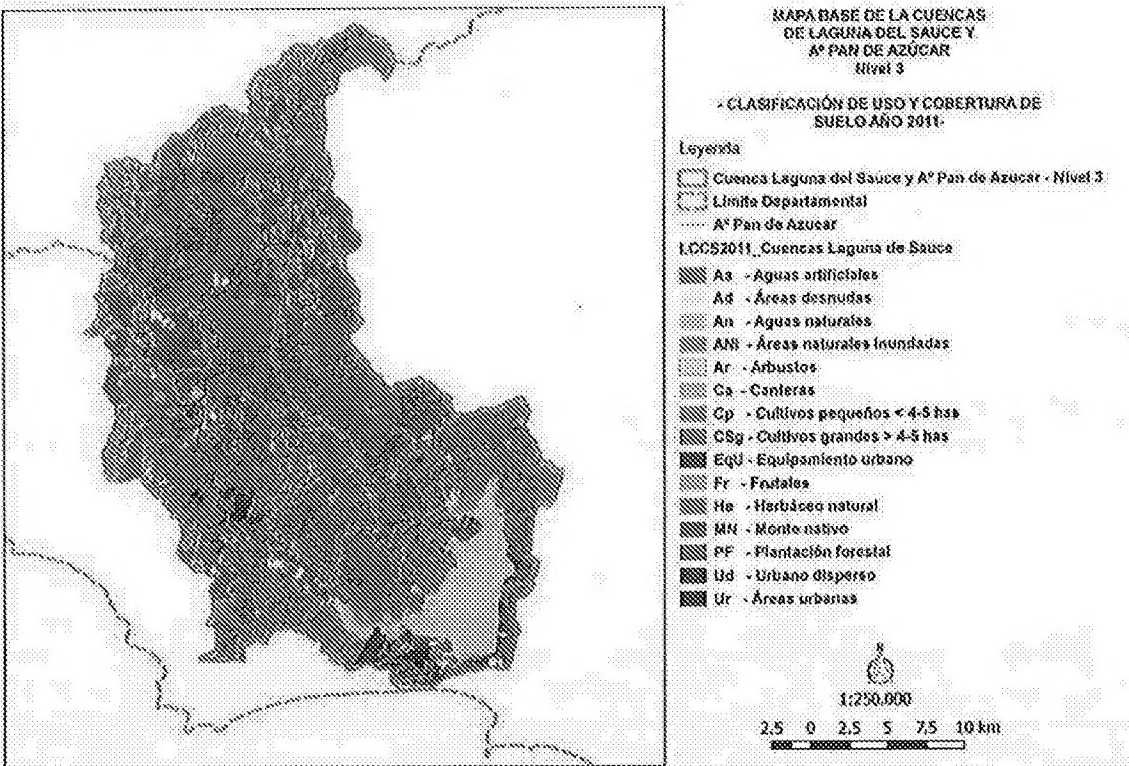 MAPA BASE DE LA CUENCAS
DE LAGUNA DEL SAUCE Y
Aº PAN DE AZÚCAR
Nivel 3
- CLASIFICACIÓN DE USO Y COBERTURA DE
SUELO AÑO 2011-
Leyenda
Cuenca Laguna del Sauce y Aº Pan de Azucar - Nivel 3
Limite Departamental
Aº Pan de Azucar
LCCS2011_Cuencas Laguna de Sauce
Aa - Aguas artificiales
Ad - Áreas desnudas
An - Aguas naturales
ANI - Áreas naturales Inundadas
Ar - Arbustos
Ca - Canteras
Cp - Cultivos pequeños < 4-5 has
CSg - Cultivos grandes > 4-5 has
EqU - Equipamiento urbano
Fr - Frutales
He - Herbáceo natural
MN - Monte nativo
PF - Plantación forestal
Ud - Urbano disperso
Ur - Áreas urbanas
N
1:250.000
2,5 0 2,5 5 7,5 10 km